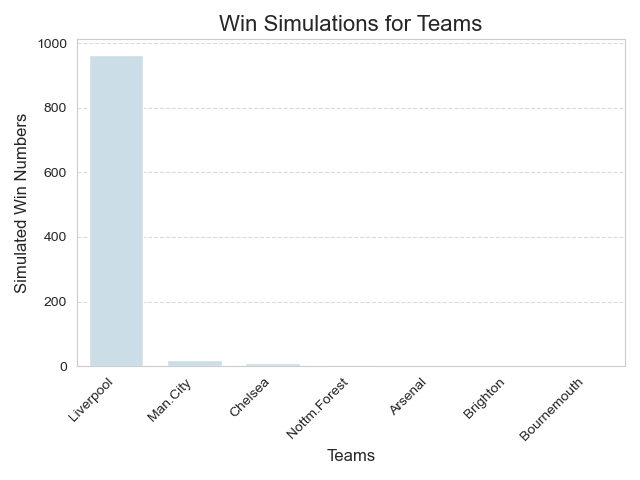 Win Simulations for Teams
1000
800
600
400
200
0
Simulated Win Numbers
Liverpool
Man.City
Chelsea
Nottm.Forest
Arsenal
Brighton
Bournemouth
Teams